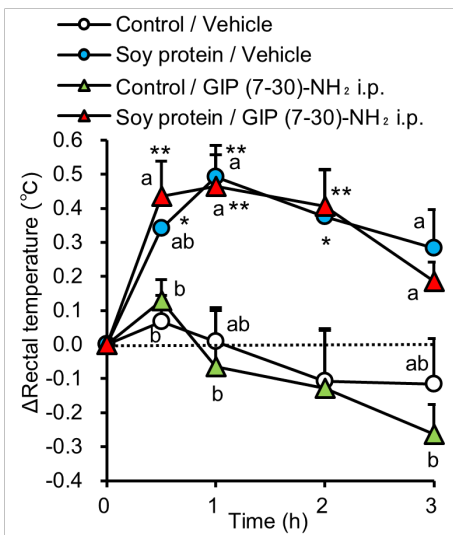 Control / Vehicle
Soy protein / Vehicle
Control / GIP (7-30)-NH₂ i.p.
Soy protein / GIP (7-30)-NH₂ i.p.
ΔRectal temperature (℃)
0.6
0.5
0.4
0.3
0.2
0.1
0.0
-0.1
-0.2
-0.3
-0.4
**
a
*
ab
**
a
a **
**
*
a
a
b
b
ab
b
ab
b
0 1 2 3
Time (h)